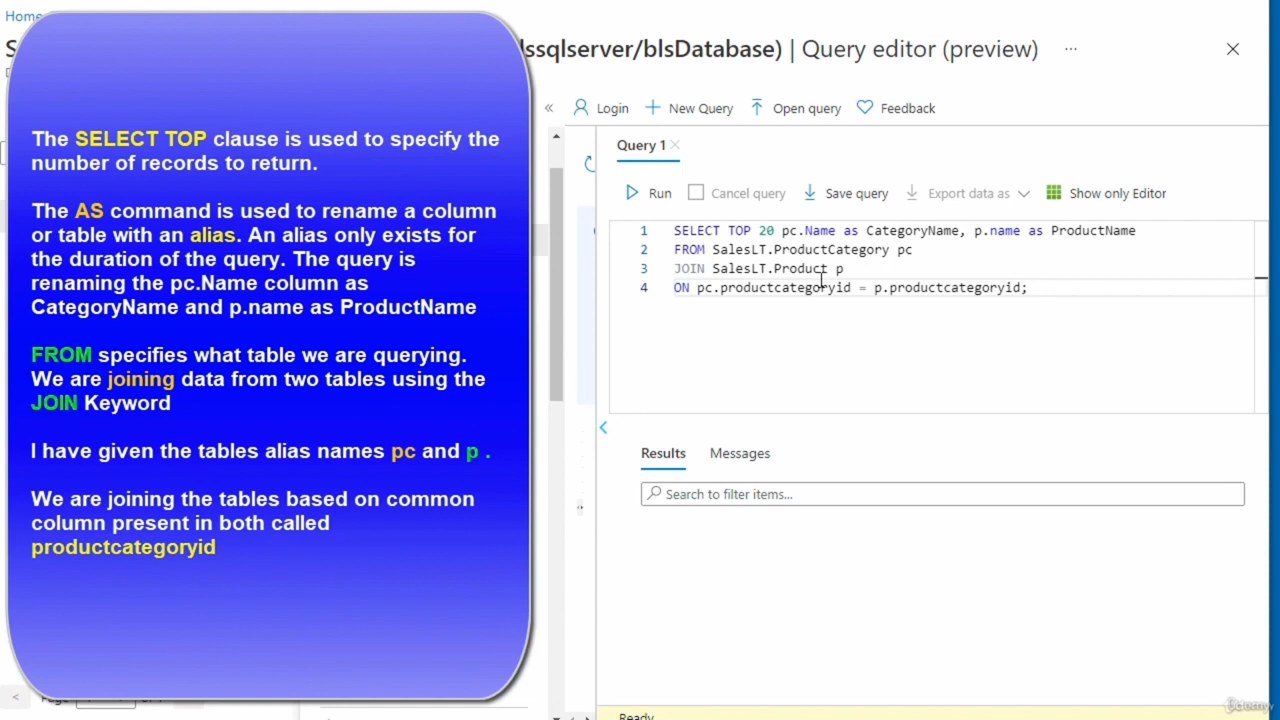 Home
S
lssqlserver/blsDatabase) | Query editor (preview) ...
The SELECT TOP clause is used to specify the
number of records to return.
The AS command is used to rename a column
or table with an alias. An alias only exists for
the duration of the query. The query is
renaming the pc.Name column as
CategoryName and p.name as ProductName
FROM specifies what table we are querying.
We are joining data from two tables using the
JOIN Keyword
I have given the tables alias names pc and p .
We are joining the tables based on common
column present in both called
productcategoryid
« Login New Query Open query Feedback
Query 1
Run Cancel query Save query Export data as Show only Editor
1 SELECT TOP 20 pc.Name as CategoryName, p.name as ProductName
2 FROM SalesLT.ProductCategory pc
3 JOIN SalesLT.Product p
4 ON pc.productcategoryid = p.productcategoryid;
Results Messages
Search to filter items...
Ready
Udemy